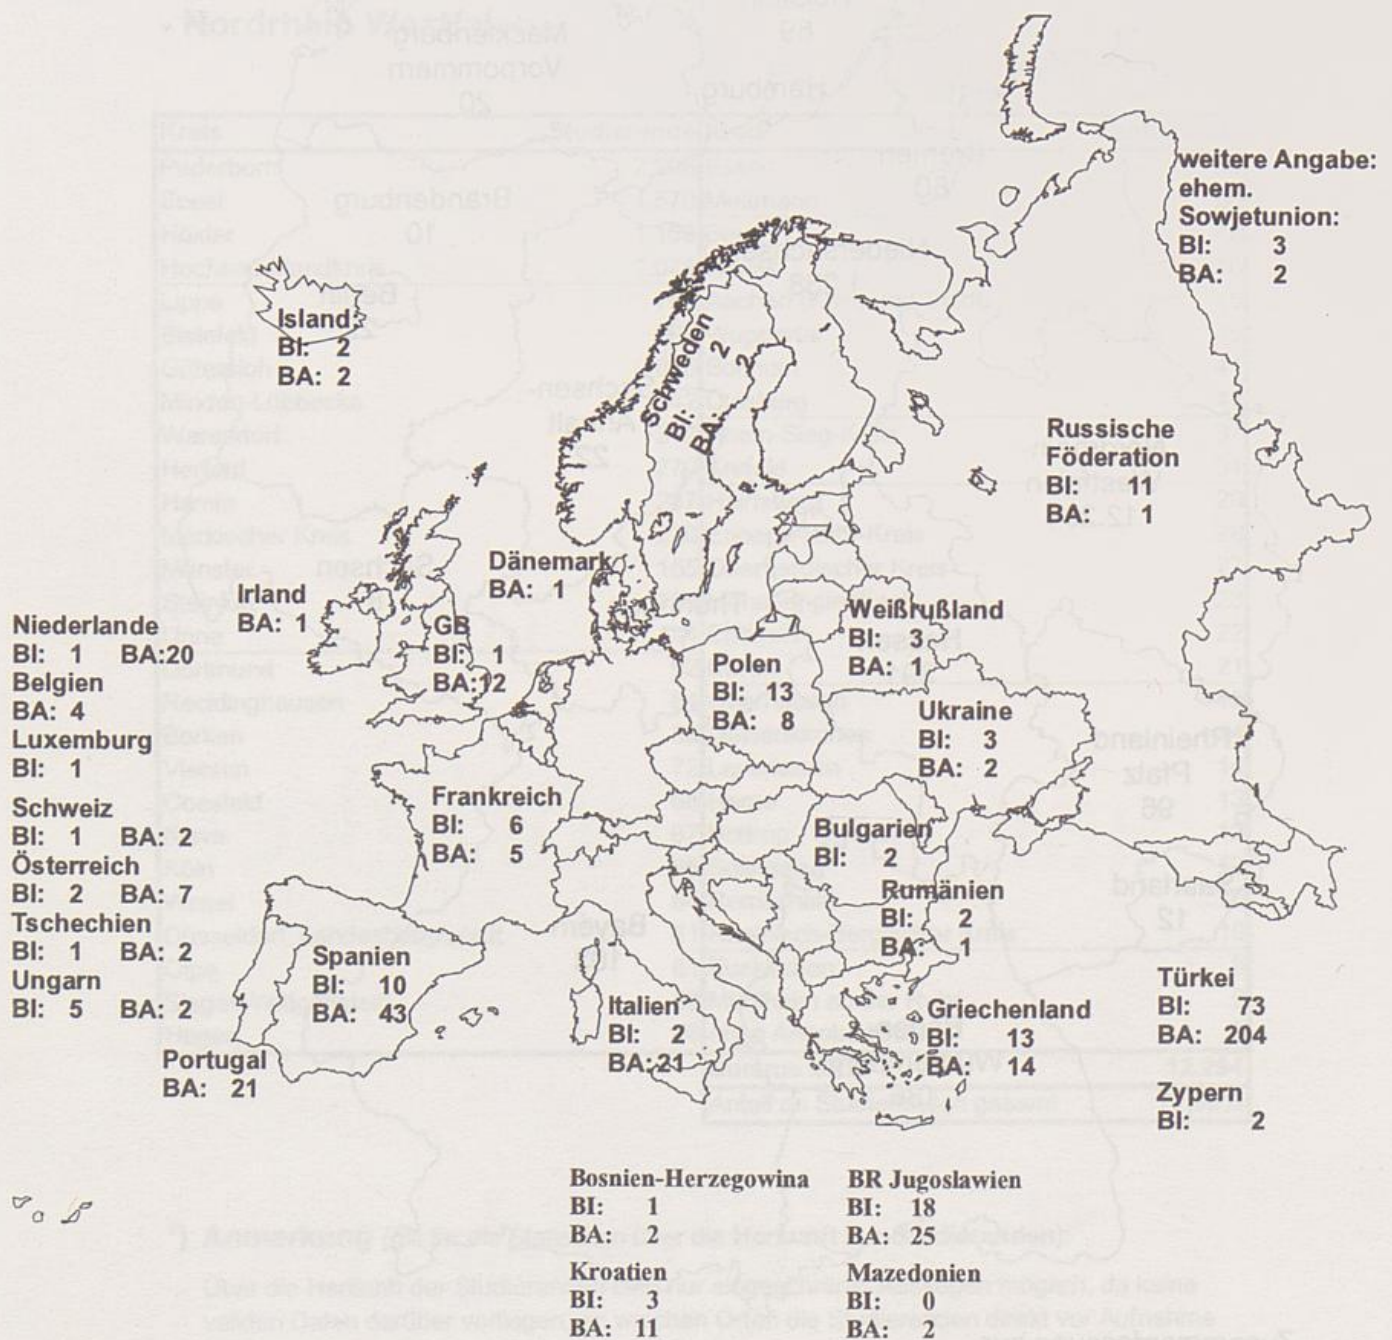 weitere Angabe:
ehem.
Sowjetunion:
BI: 3
BA: 2
Island
BI: 2
BA: 2
Schweden
BI: 2
BA: 2
Russische
Föderation
BI: 11
BA: 1
Dänemark
BA: 1
Irland
BA: 1
GB
BI: 1
BA: 12
Weißrußland
BI: 3
BA: 1
Polen
BI: 13
BA: 8
Ukraine
BI: 3
BA: 2
Niederlande
BI: 1 BA:20
Belgien
BA: 4
Luxemburg
BI: 1
Schweiz
BI: 1 BA: 2
Österreich
BI: 2 BA: 7
Tschechien
BI: 1 BA: 2
Ungarn
BI: 5 BA: 2
Frankreich
BI: 6
BA: 5
Bulgarien
BI: 2
Rumänien
BI: 2
BA: 1
Spanien
BI: 10
BA: 43
Portugal
BA: 21
Italien
BI: 2
BA:21
Griechenland
BI: 13
BA: 14
Türkei
BI: 73
BA: 204
Zypern
BI: 2
Bosnien-Herzegowina
BI: 1
BA: 2
Kroatien
BI: 3
BA: 11
BR Jugoslawien
BI: 18
BA: 25
Mazedonien
BI: 0
BA: 2